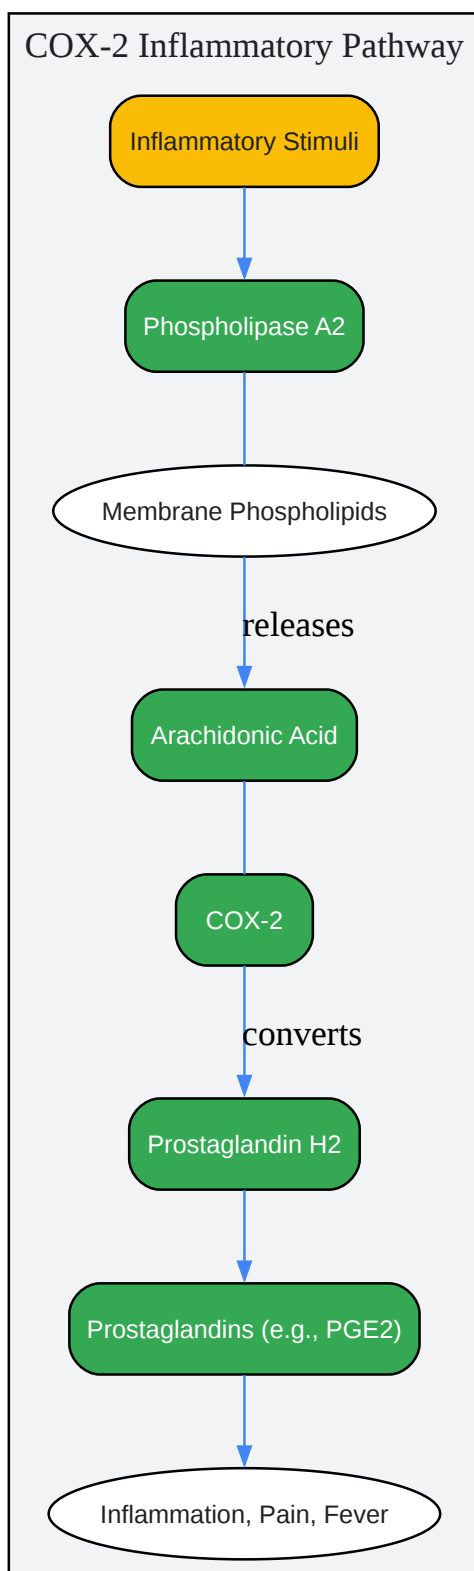 COX-2 Inflammatory Pathway
Inflammatory Stimuli
Phospholipase A2
Membrane Phospholipids
releases
Arachidonic Acid
COX-2
converts
Prostaglandin H2
Prostaglandins (e.g., PGE2)
Inflammation, Pain, Fever